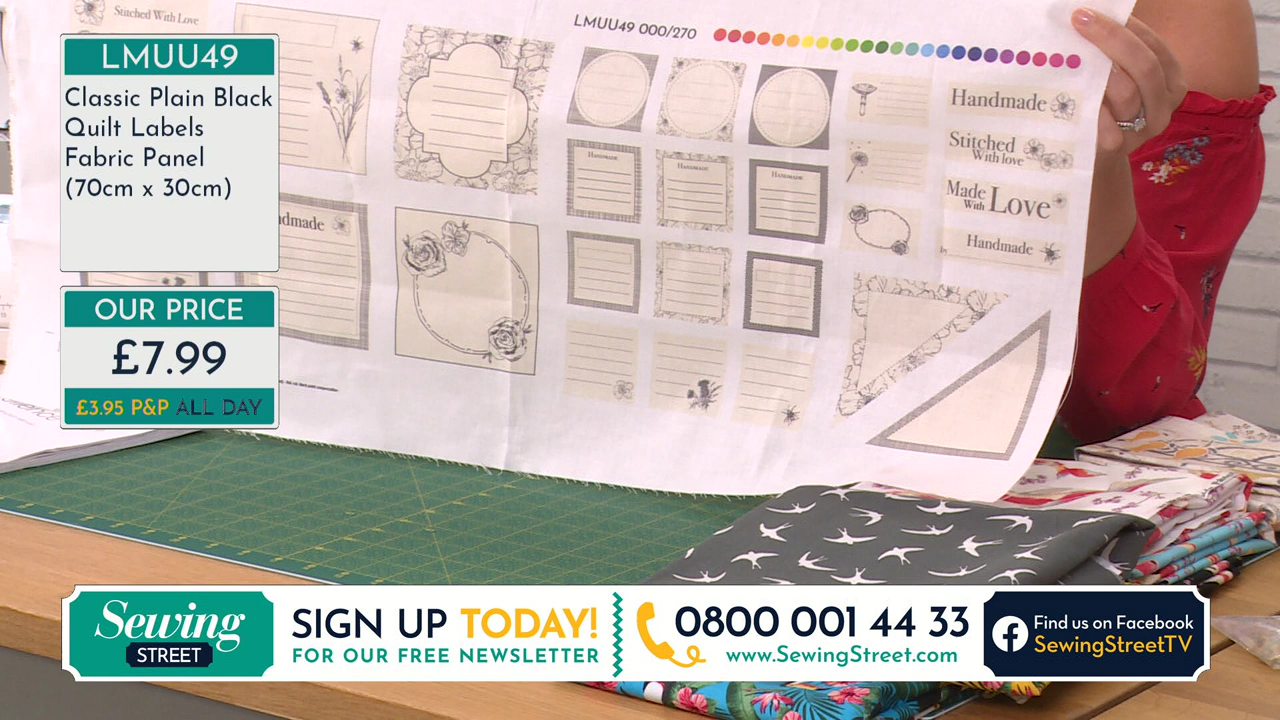 LMUU49
Classic Plain Black
Quilt Labels
Fabric Panel
(70cm x 30cm)
OUR PRICE
£7.99
£3.95 P&P ALL DAY
Stitched With Love
LMUU49 000/270
Handmade
Stitched
With love
Made
With Love
Handmade
HANDMADE
HANDMADE
HANDMADE
dmade
Sewing
STREET
SIGN UP TODAY!
FOR OUR FREE NEWSLETTER
0800 001 44 33
www.SewingStreet.com
Find us on Facebook
SewingStreetTV